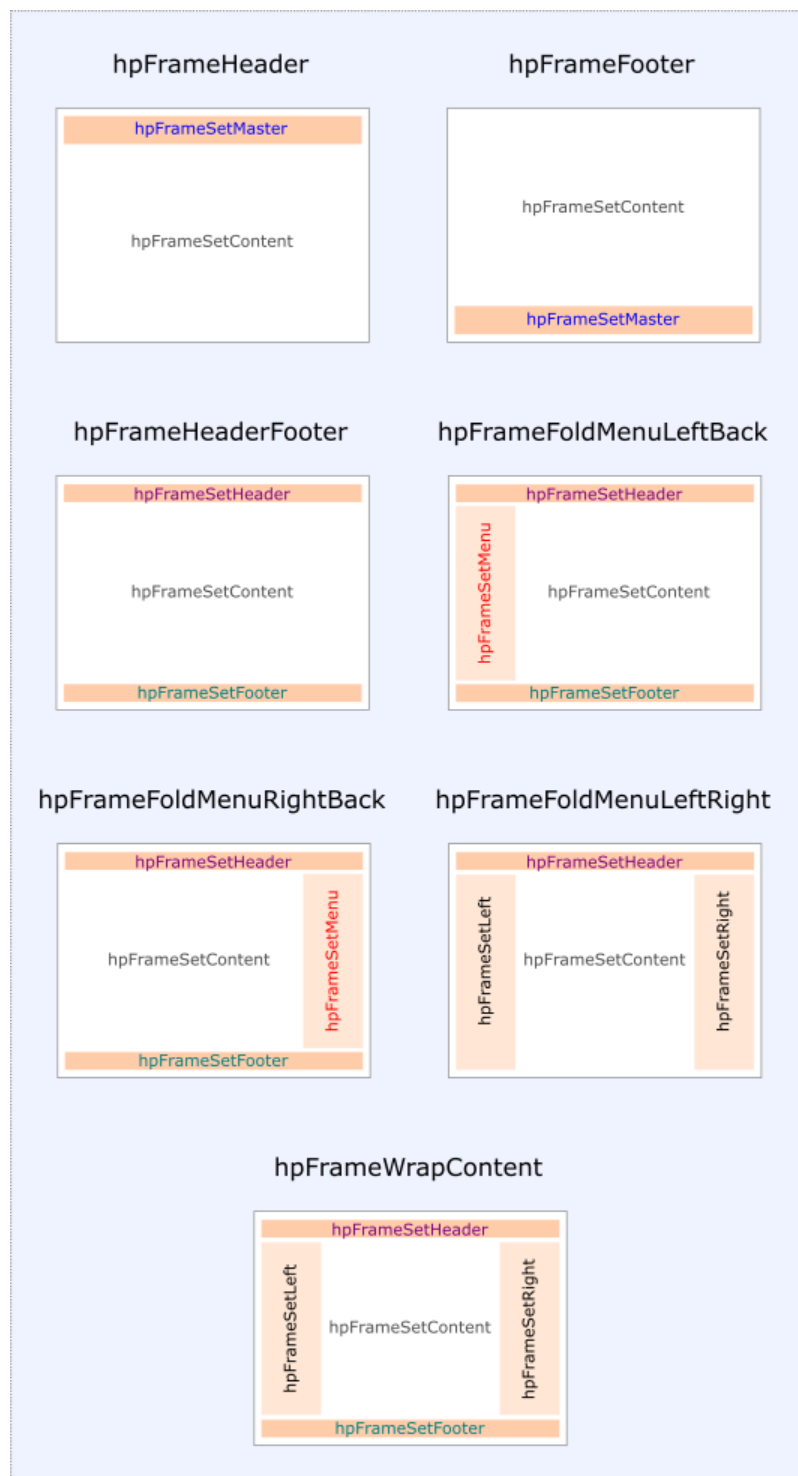 hpFrameHeader
hpFrameSetMaster
hpFrameSetContent
hpFrameFooter
hpFrameSetContent
hpFrameSetMaster
hpFrameHeaderFooter
hpFrameSetHeader
hpFrameSetContent
hpFrameSetFooter
hpFrameFoldMenuLeftBack
hpFrameSetHeader
hpFrameSetMenu
hpFrameSetContent
hpFrameSetFooter
hpFrameFoldMenuRightBack
hpFrameSetHeader
hpFrameSetContent
hpFrameSetMenu
hpFrameSetFooter
hpFrameFoldMenuLeftRight
hpFrameSetHeader
hpFrameSetLeft
hpFrameSetContent
hpFrameSetRight
hpFrameWrapContent
hpFrameSetHeader
hpFrameSetLeft
hpFrameSetContent
hpFrameSetRight
hpFrameSetFooter